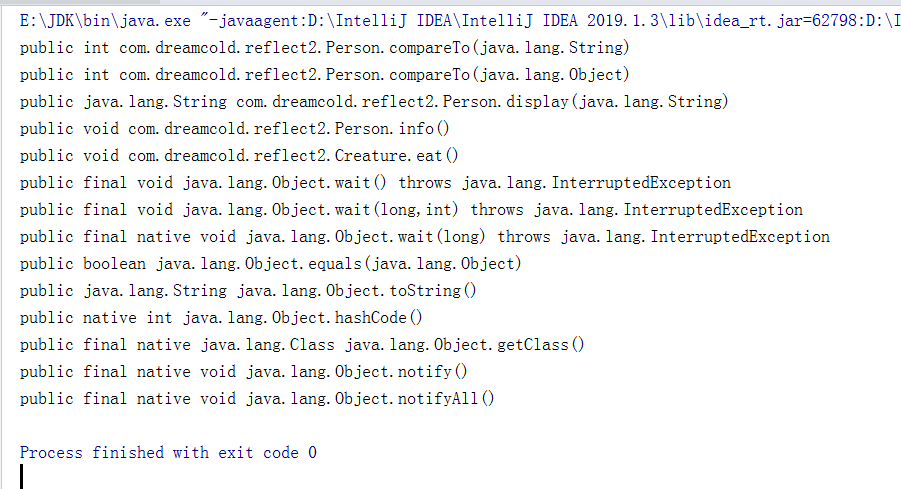 E:\JDK\bin\java.exe "-javaagent:D:\IntelliJ IDEA\IntelliJ IDEA 2019.1.3\lib\idea_rt.jar=62798:D:\I
public int com.dreamcold.reflect2.Person.compareTo(java.lang.String)
public int com.dreamcold.reflect2.Person.compareTo(java.lang.Object)
public java.lang.String com.dreamcold.reflect2.Person.display(java.lang.String)
public void com.dreamcold.reflect2.Person.info()
public void com.dreamcold.reflect2.Creature.eat()
public final void java.lang.Object.wait() throws java.lang.InterruptedException
public final void java.lang.Object.wait(long,int) throws java.lang.InterruptedException
public final native void java.lang.Object.wait(long) throws java.lang.InterruptedException
public boolean java.lang.Object.equals(java.lang.Object)
public java.lang.String java.lang.Object.toString()
public native int java.lang.Object.hashCode()
public final native java.lang.Class java.lang.Object.getClass()
public final native void java.lang.Object.notify()
public final native void java.lang.Object.notifyAll()
Process finished with exit code 0